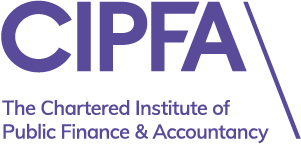 CIPFA
The Chartered Institute of
Public Finance & Accountancy